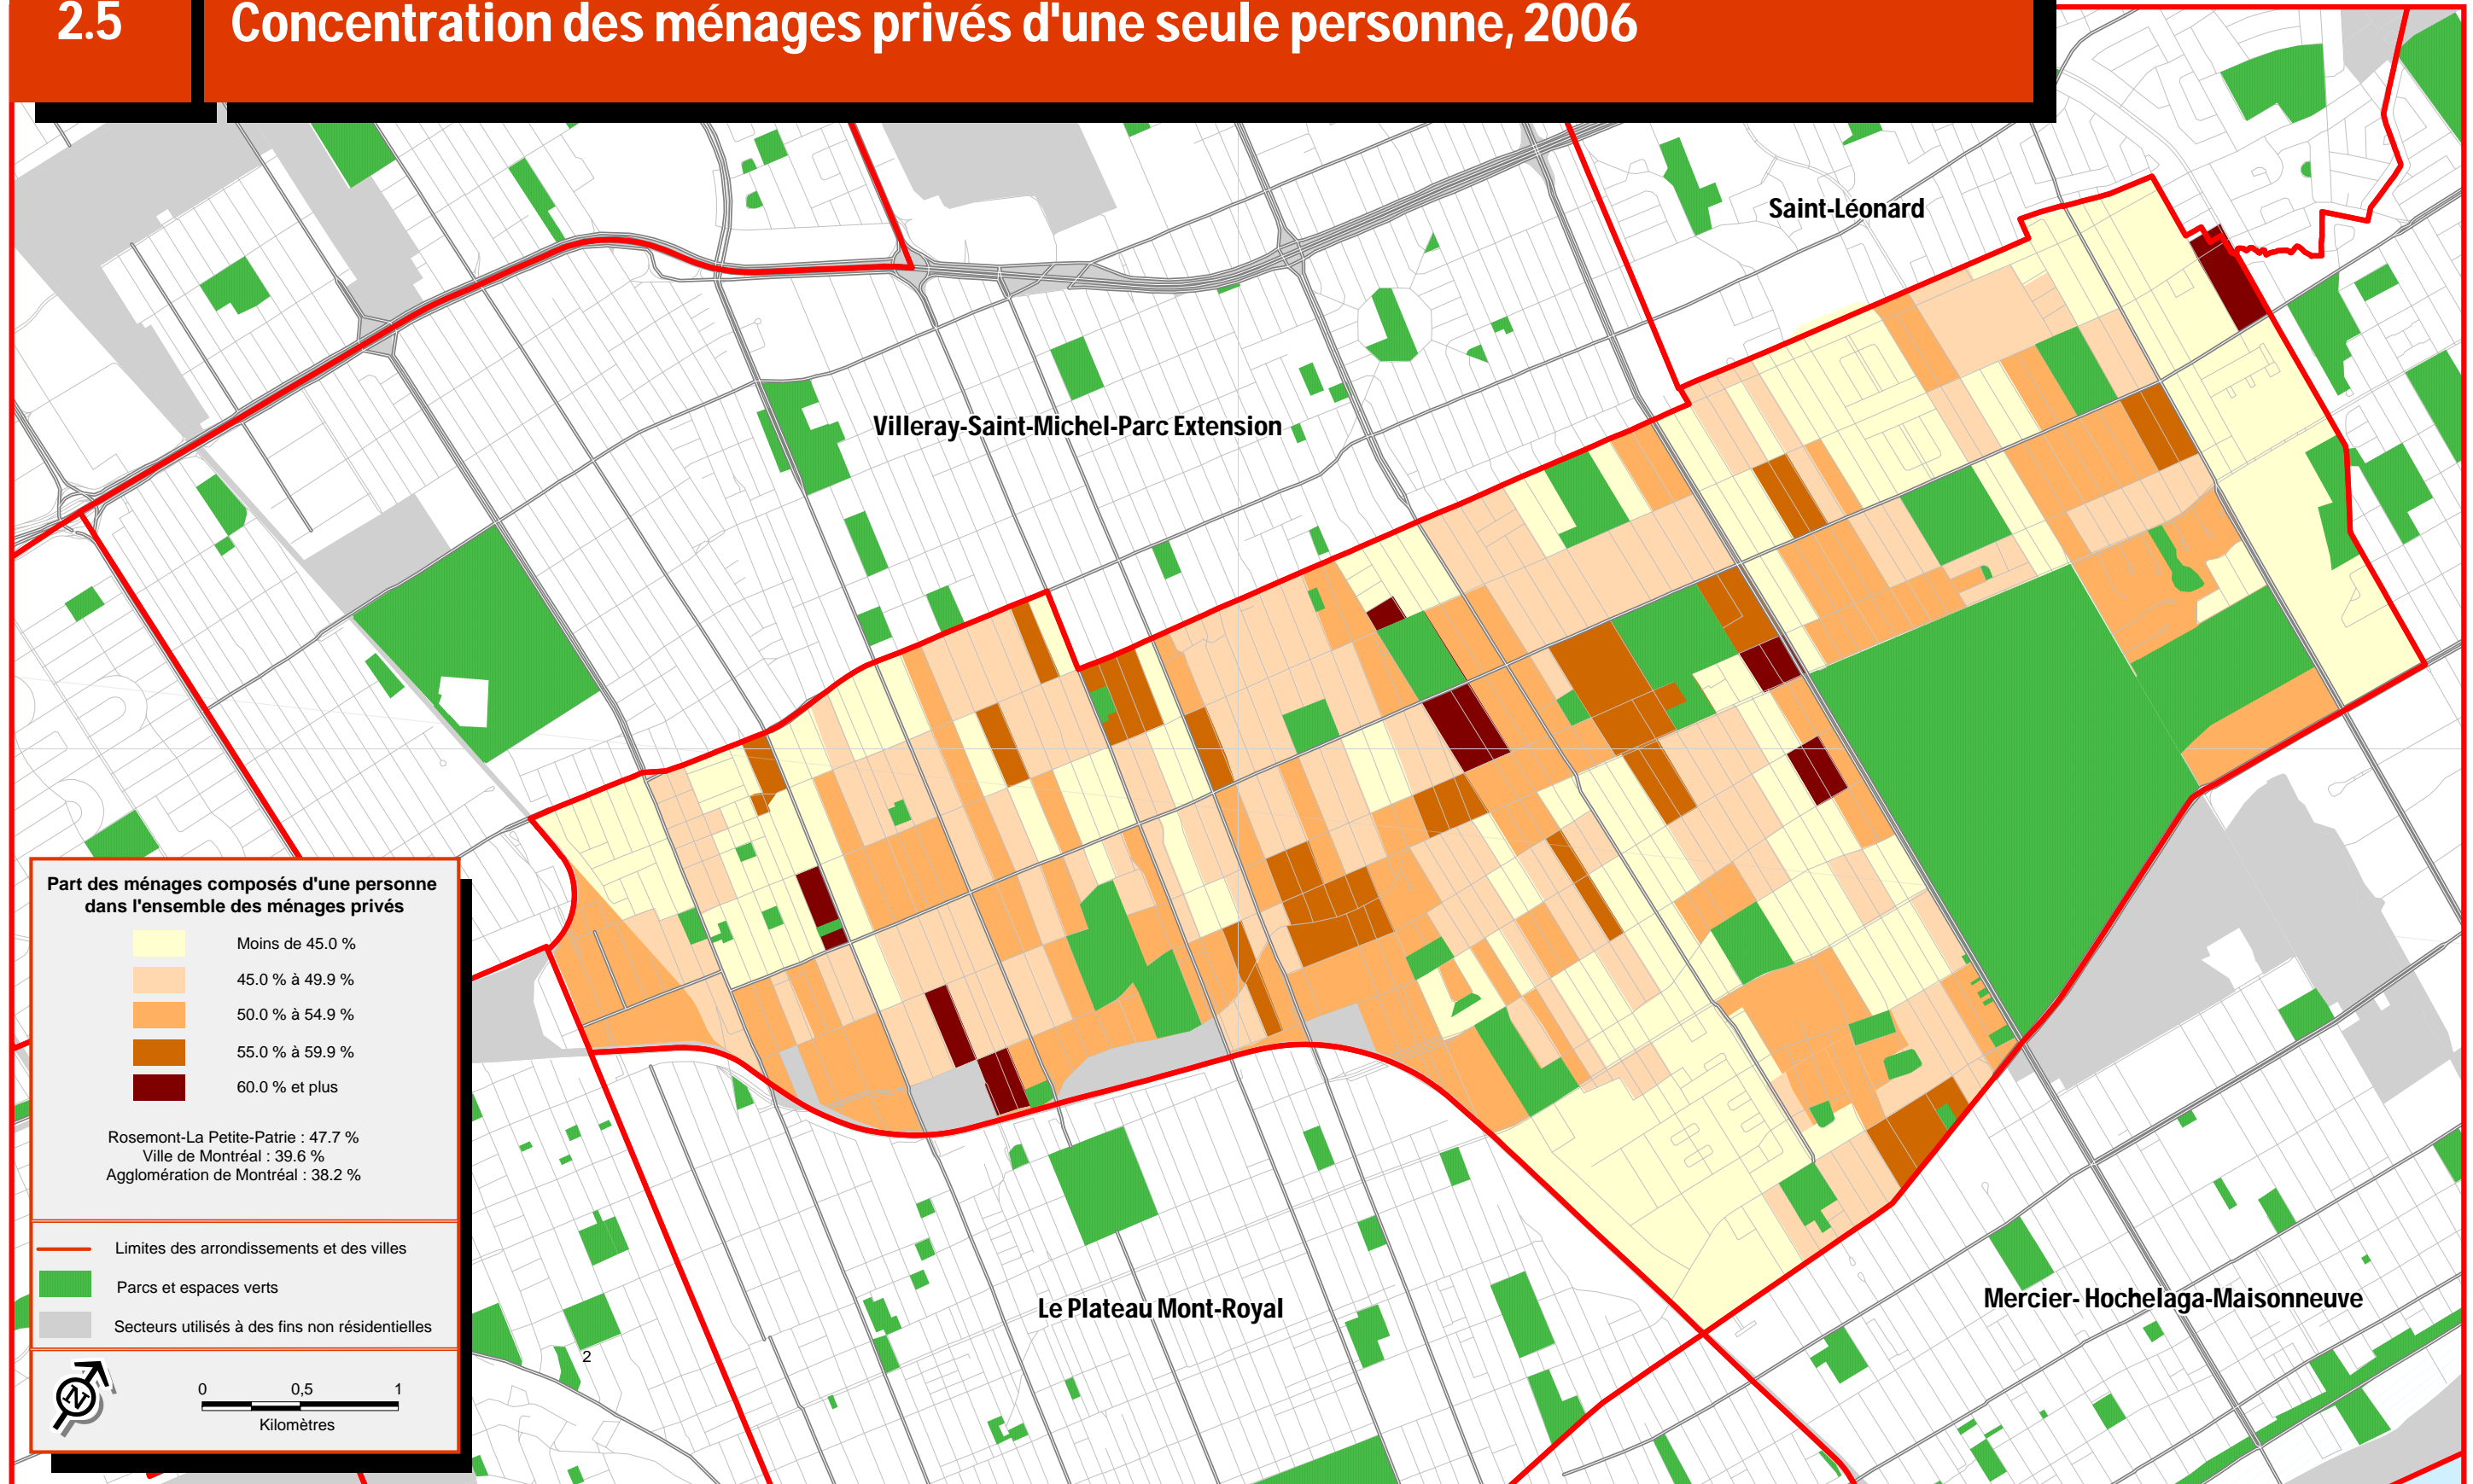 2.5
Concentration des ménages privés d'une seule personne, 2006
Saint-Léonard
Villeray-Saint-Michel-Parc Extension
Part des ménages composés d'une personne
dans l'ensemble des ménages privés
Moins de 45.0 %
45.0 % à 49.9 %
50.0 % à 54.9 %
55.0 % à 59.9 %
60.0 % et plus
Rosemont-La Petite-Patrie : 47.7 %
Ville de Montréal : 39.6 %
Agglomération de Montréal : 38.2 %
Limites des arrondissements et des villes
Parcs et espaces verts
Secteurs utilisés à des fins non résidentielles
N
0 0,5 1
Kilomètres
2
Le Plateau Mont-Royal
Mercier- Hochelaga-Maisonneuve